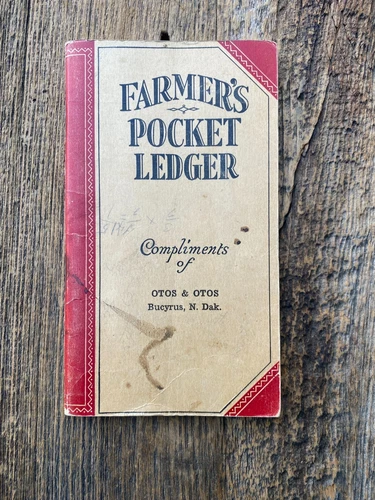 FARMER'S
POCKET
LEDGER
Compliments
of
OTOS & OTOS
Bucyrus, N. Dak.